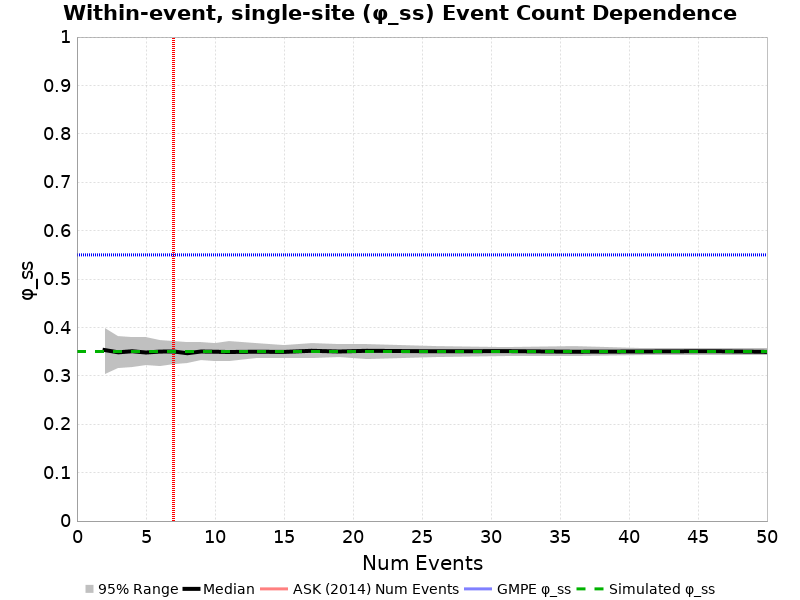 Within-event, single-site (φ_ss) Event Count Dependence
1
0.9
0.8
0.7
0.6
0.5
0.4
0.3
0.2
0.1
0
φ_ss
0 5 10 15 20 25 30 35 40 45 50
Num Events
95% Range Median ASK (2014) Num Events GMPE φ_ss Simulated φ_ss